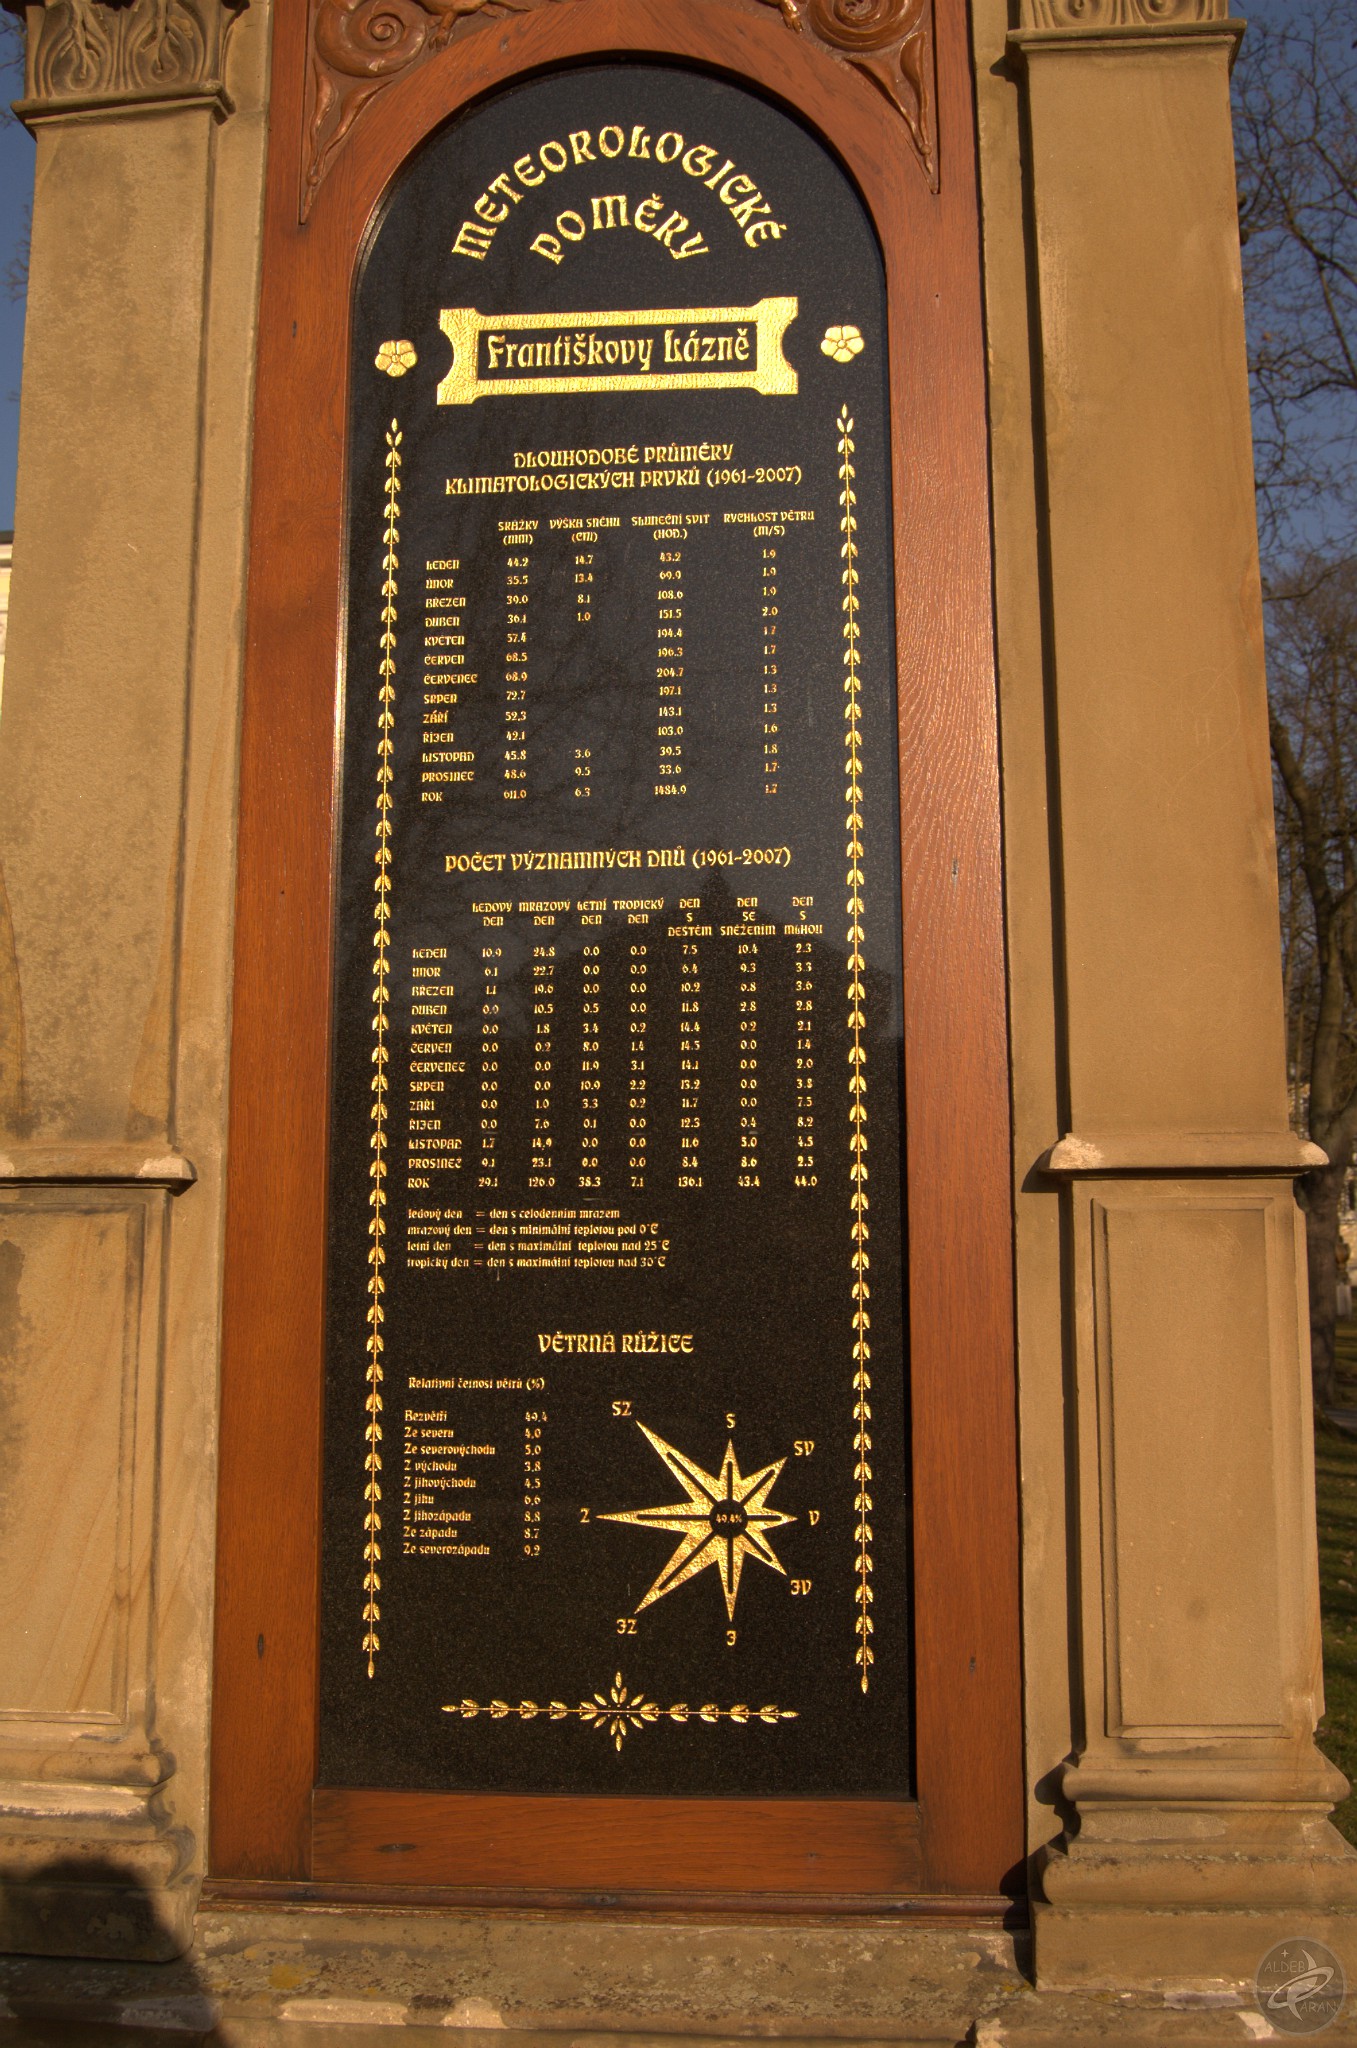 METEOROLOGICKÉ
POMĚRY
Františkovy Lázně
DLOUHODOBÉ PRŮMĚRY
KLIMATOLOGICKÝCH PRVKŮ (1961-2007)
SRÁŽKY VÝŠKA SNĚHU SLUNEČNÍ SVIT RYCHLOST VĚTRU
(MM) (CM) (HOD.) (M/S)
LEDEN 44.2 14.7 43.2 1.9
ÚNOR 35.5 13.4 69.9 1.9
BŘEZEN 39.0 8.1 108.6 1.9
DUBEN 36.1 1.0 151.5 2.0
KVĚTEN 57.4 194.4 1.7
ČERVEN 68.5 196.3 1.7
ČERVENEC 68.9 204.7 1.3
SRPEN 72.7 197.1 1.3
ZÁŘÍ 52.3 143.1 1.3
ŘÍJEN 42.1 103.0 1.6
LISTOPAD 45.8 3.6 39.5 1.8
PROSINEC 48.6 9.5 33.6 1.7
ROK 611.0 6.3 1484.9 1.7
POČET VÝZNAMNÝCH DNŮ (1961-2007)
LEDOVÝ MRAZOVÝ LETNÍ TROPICKÝ DEN DEN DEN
DEN DEN DEN DEN S SE S
DEŠTĚM SNĚŽENÍM MLHOU
LEDEN 10.9 24.8 0.0 0.0 7.5 10.4 2.3
ÚNOR 6.1 22.7 0.0 0.0 6.4 9.3 3.3
BŘEZEN 1.1 19.6 0.0 0.0 10.2 6.8 3.6
DUBEN 0.0 10.5 0.5 0.0 11.8 2.8 2.8
KVĚTEN 0.0 1.8 3.4 0.2 14.4 0.2 2.1
ČERVEN 0.0 0.2 8.0 1.4 14.5 0.0 1.4
ČERVENEC 0.0 0.0 11.9 3.1 14.1 0.0 2.0
SRPEN 0.0 0.0 10.9 2.2 13.2 0.0 3.8
ZÁŘÍ 0.0 1.0 3.3 0.2 11.7 0.0 7.5
ŘÍJEN 0.0 7.6 0.1 0.0 12.5 0.4 8.2
LISTOPAD 1.7 14.9 0.0 0.0 11.6 5.0 4.5
PROSINEC 9.1 23.1 0.0 0.0 8.4 8.6 2.5
ROK 29.1 126.0 38.3 7.1 136.1 43.4 44.0
ledový den = den s celodenním mrazem
mrazový den = den s minimální teplotou pod 0°C
letní den = den s maximální teplotou nad 25°C
tropický den = den s maximální teplotou nad 30°C
VĚTRNÁ RŮŽICE
Relativní četnost větrů (%)
Bezvětří 49.4
Ze severu 4.0
Ze severovýchodu 5.0
Z východu 3.8
Z jihovýchodu 4.5
Z jihu 6.6
Z jihozápadu 8.8
Ze západu 8.7
Ze severozápadu 9.2
SZ
S
SV
Z
49.4%
V
JV
JZ
J
ALDEB
ARAN